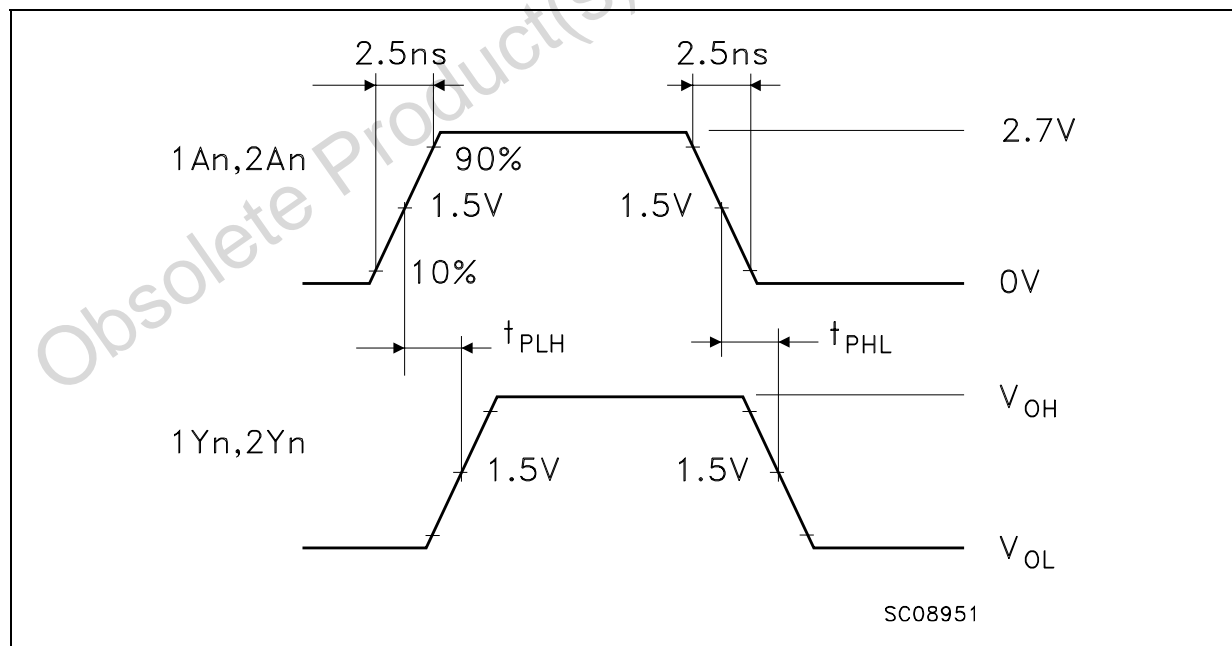 Obsolete Product(s)
2.5ns 2.5ns
2.7V
1An,2An 90%
1.5V 1.5V
10% 0V
tPLH tPHL
VOH
1Yn,2Yn
1.5V 1.5V
VOL
SC08951